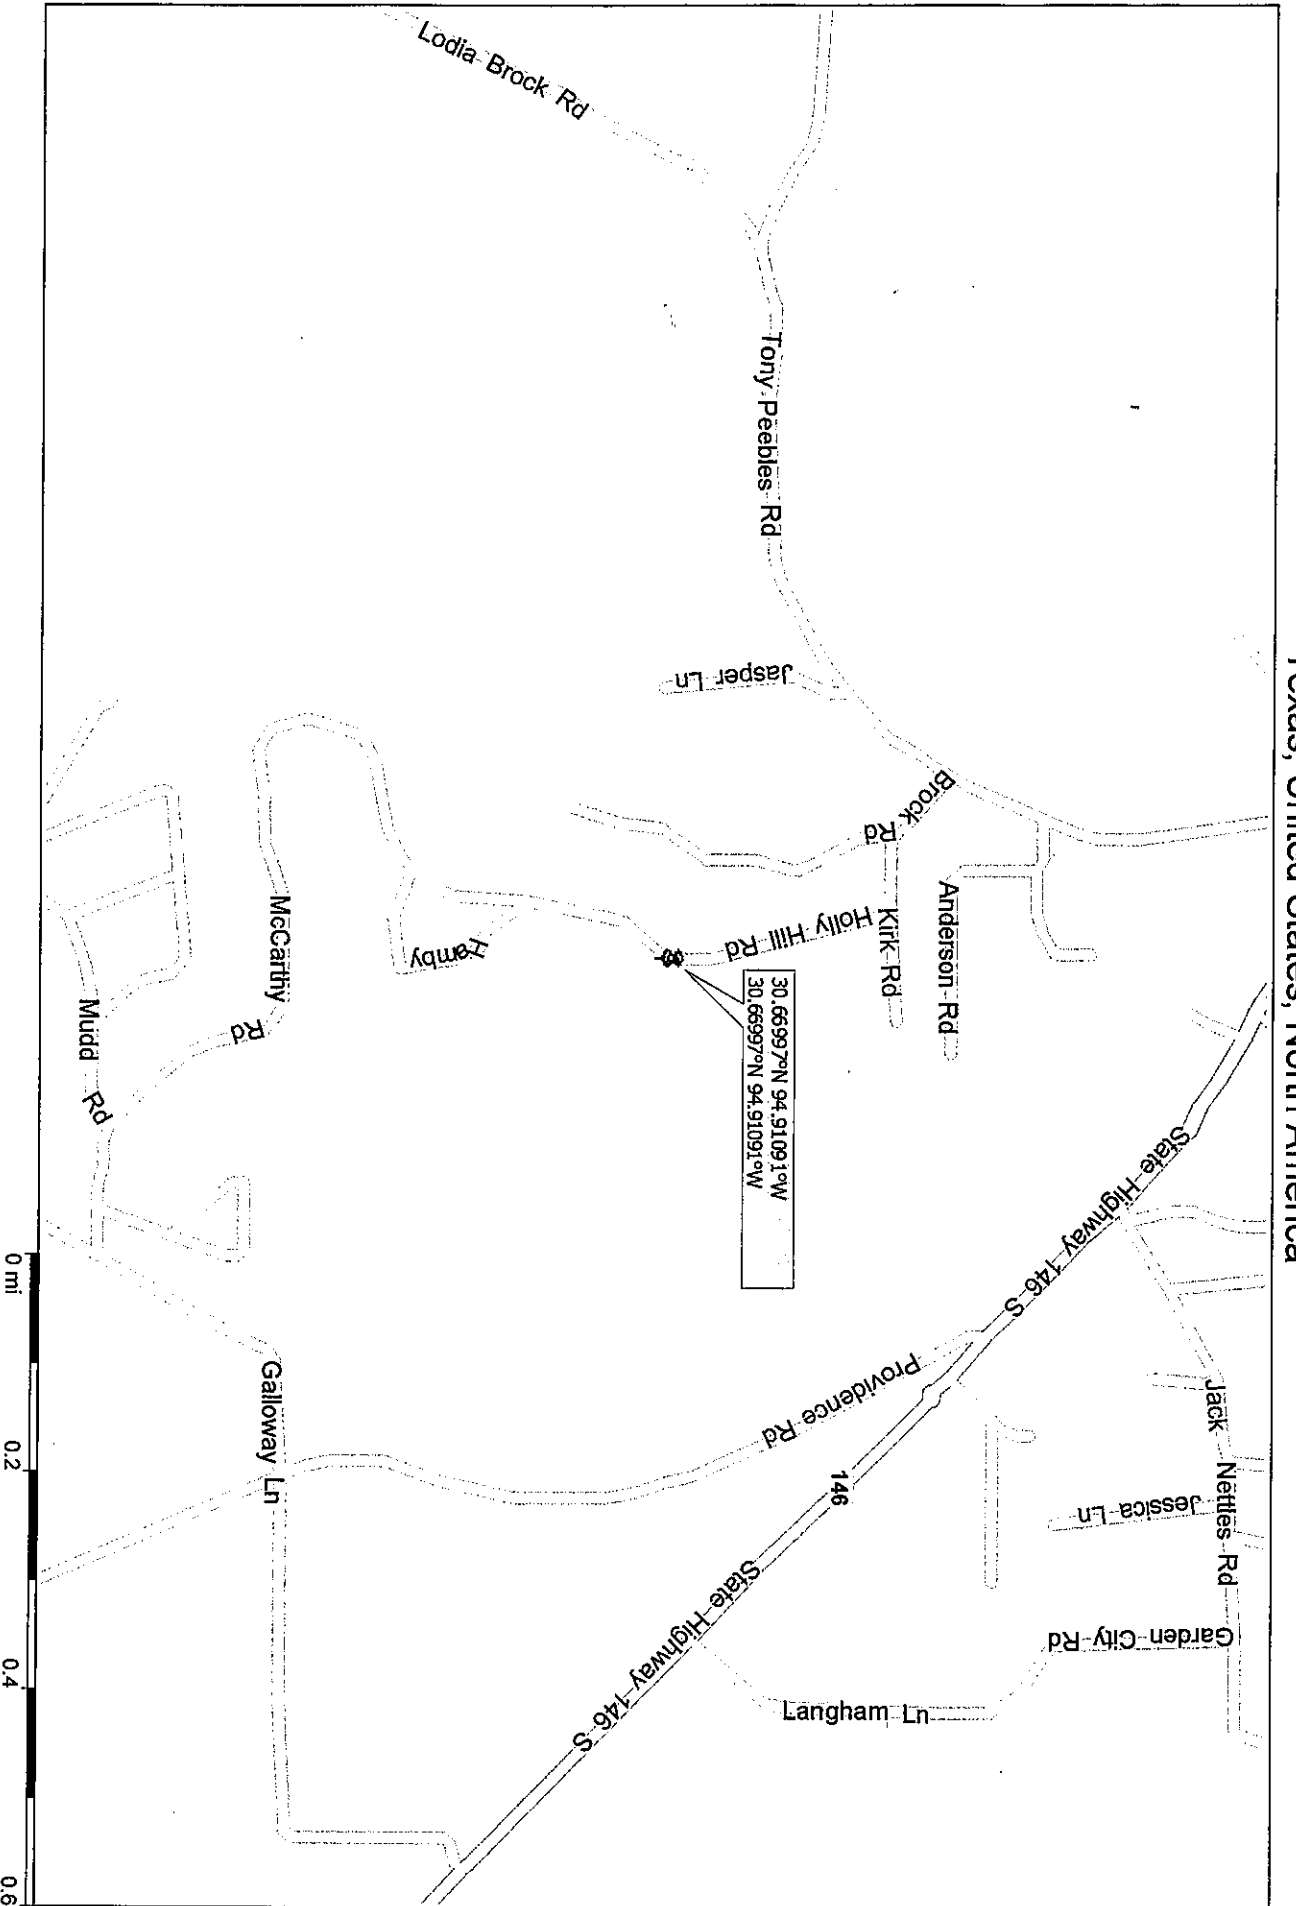 Texas, United States, North America
Lodia Brock Rd
Tony Peebles Rd
Jasper Ln
Brock Rd
Kirk Rd
Anderson Rd
Holly Hill Rd
Hamby
McCarthy Rd
Mudd Rd
30.66997°N 94.91091°W
30.66997°N 94.91091°W
State Highway 146 S
Providence Rd
146
Jack Nettles Rd
Jessica Ln
Garden City Rd
Langham Ln
State Highway 146 S
Galloway Ln
0 mi 0.2 0.4 0.6